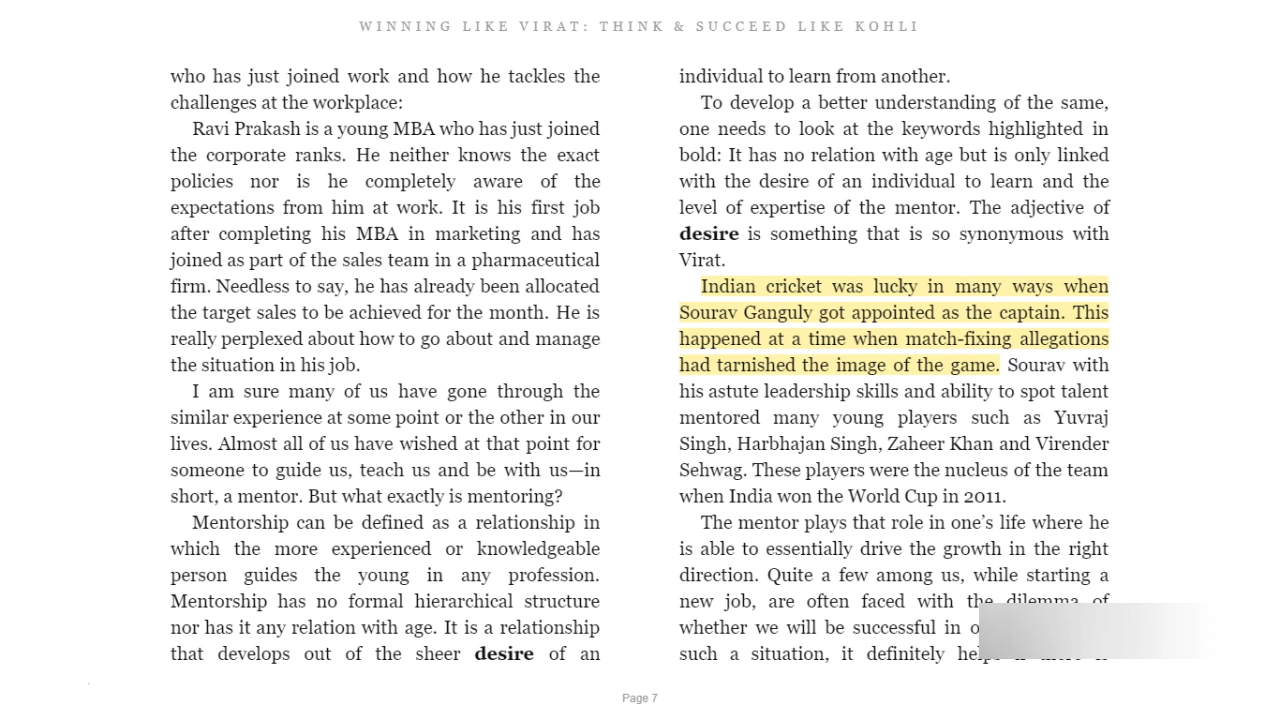 WINNING LIKE VIRAT: THINK & SUCCEED LIKE KOHLI
who has just joined work and how he tackles the
challenges at the workplace:
Ravi Prakash is a young MBA who has just joined
the corporate ranks. He neither knows the exact
policies nor is he completely aware of the
expectations from him at work. It is his first job
after completing his MBA in marketing and has
joined as part of the sales team in a pharmaceutical
firm. Needless to say, he has already been allocated
the target sales to be achieved for the month. He is
really perplexed about how to go about and manage
the situation in his job.
I am sure many of us have gone through the
similar experience at some point or the other in our
lives. Almost all of us have wished at that point for
someone to guide us, teach us and be with us—in
short, a mentor. But what exactly is mentoring?
Mentorship can be defined as a relationship in
which the more experienced or knowledgeable
person guides the young in any profession.
Mentorship has no formal hierarchical structure
nor has it any relation with age. It is a relationship
that develops out of the sheer desire of an
individual to learn from another.
To develop a better understanding of the same,
one needs to look at the keywords highlighted in
bold: It has no relation with age but is only linked
with the desire of an individual to learn and the
level of expertise of the mentor. The adjective of
desire is something that is so synonymous with
Virat.
Indian cricket was lucky in many ways when
Sourav Ganguly got appointed as the captain. This
happened at a time when match-fixing allegations
had tarnished the image of the game. Sourav with
his astute leadership skills and ability to spot talent
mentored many young players such as Yuvraj
Singh, Harbhajan Singh, Zaheer Khan and Virender
Sehwag. These players were the nucleus of the team
when India won the World Cup in 2011.
The mentor plays that role in one's life where he
is able to essentially drive the growth in the right
direction. Quite a few among us, while starting a
new job, are often faced with the dilemma of
whether we will be successful in
such a situation, it definitely
Page 7